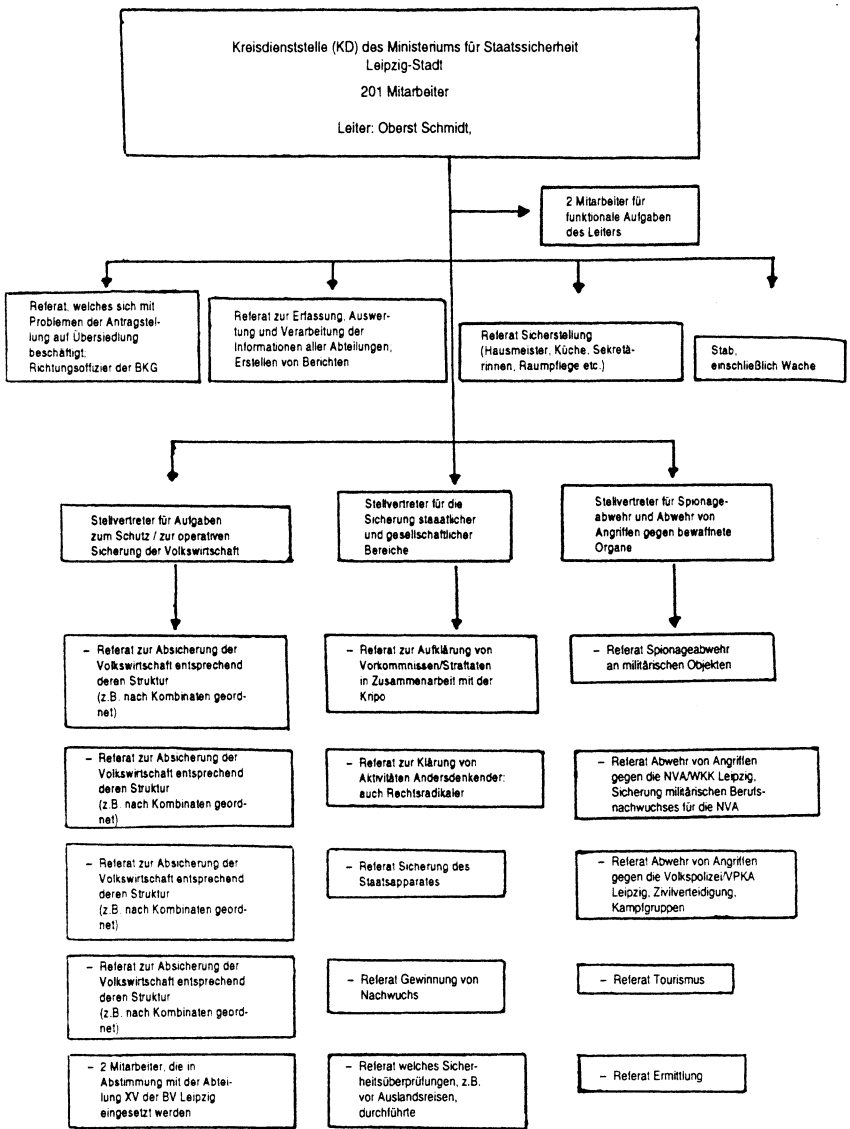 Kreisdienststelle (KD) des Ministeriums für Staatssicherheit
Leipzig-Stadt
201 Mitarbeiter
Leiter: Oberst Schmidt,
2 Mitarbeiter für
funktionale Aufgaben
des Leiters
Referat, welches sich mit
Problemen der Antragstel-
lung auf Übersiedlung
beschäftigt;
Richtungsoffizier der BKG
Referat zur Erfassung, Auswer-
tung und Verarbeitung der
Informationen aller Abteilungen,
Erstellen von Berichten
Referat Sicherstellung
(Hausmeister, Küche, Sekretä-
rinnen, Raumpflege etc.)
Stab,
einschließlich Wache
Stellvertreter für Aufgaben
zum Schutz / zur operativen
Sicherung der Volkswirtschaft
Stellvertreter für die
Sicherung staaatlicher
und gesellschaftlicher
Bereiche
Stellvertreter für Spionage-
abwehr und Abwehr von
Angriffen gegen bewaffnete
Organe
– Referat zur Absicherung der
Volkswirtschaft entsprechend
deren Struktur
(z.B. nach Kombinaten geord-
net)
– Referat zur Aufklärung von
Vorkommnissen/Straftaten
in Zusammenarbeit mit der
Kripo
– Referat Spionageabwehr
an militärischen Objekten
– Referat zur Absicherung der
Volkswirtschaft entsprechend
deren Struktur
(z.B. nach Kombinaten geord-
net)
– Referat zur Klärung von
Aktivitäten Andersdenkender:
auch Rechtsradikaler
– Referat Abwehr von Angriffen
gegen die NVA/WKK Leipzig,
Sicherung militärischen Berufs-
nachwuchses für die NVA
– Referat zur Absicherung der
Volkswirtschaft entsprechend
deren Struktur
(z.B. nach Kombinaten geord-
net)
– Referat Sicherung des
Staatsapparates
– Referat Abwehr von Angriffen
gegen die Volkspolizei/VPKA
Leipzig, Zivilverteidigung,
Kampfgruppen
– Referat zur Absicherung der
Volkswirtschaft entsprechend
deren Struktur
(z.B. nach Kombinaten geord-
net)
– Referat Gewinnung von
Nachwuchs
– Referat Tourismus
– 2 Mitarbeiter, die in
Abstimmung mit der Abtei-
lung XV der BV Leipzig
eingesetzt werden
– Referat welches Sicher-
heitsüberprüfungen, z.B.
vor Auslandsreisen,
durchführte
– Referat Ermittlung